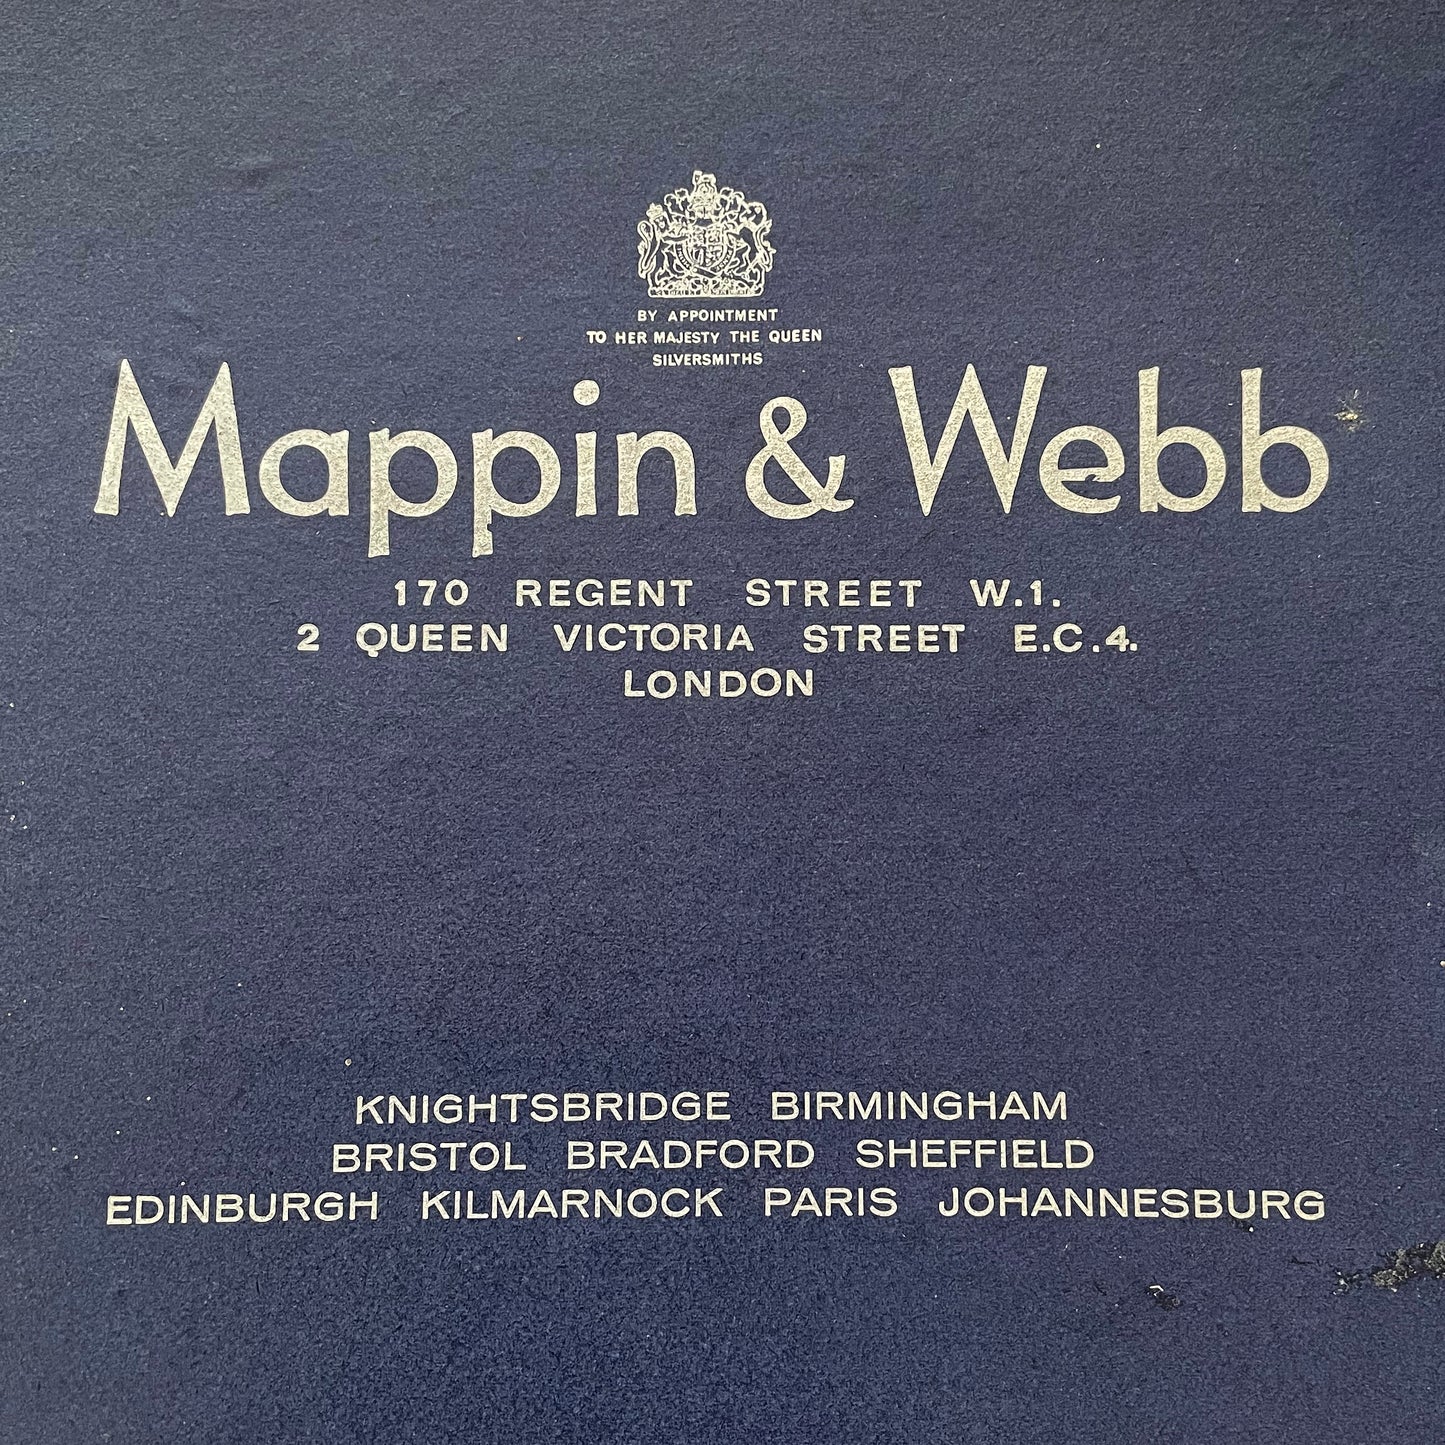 BY APPOINTMENT
TO HER MAJESTY THE QUEEN
SILVERSMITHS
Mappin & Webb
170 REGENT STREET W.1.
2 QUEEN VICTORIA STREET E.C.4.
LONDON
KNIGHTSBRIDGE BIRMINGHAM
BRISTOL BRADFORD SHEFFIELD
EDINBURGH KILMARNOCK PARIS JOHANNESBURG